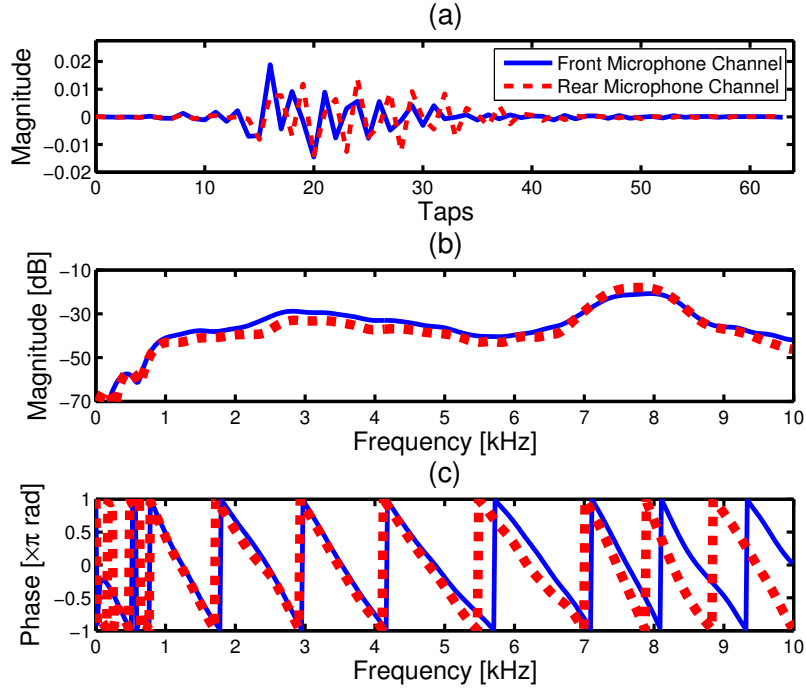 (a)
Magnitude
0.02
0.01
0
−0.01
−0.02
Front Microphone Channel
Rear Microphone Channel
0 10 20 30 40 50 60
Taps
(b)
Magnitude [dB]
−10
−30
−50
−70
0 1 2 3 4 5 6 7 8 9 10
Frequency [kHz]
(c)
Phase [×π rad]
1
0.5
0
−0.5
−1
0 1 2 3 4 5 6 7 8 9 10
Frequency [kHz]